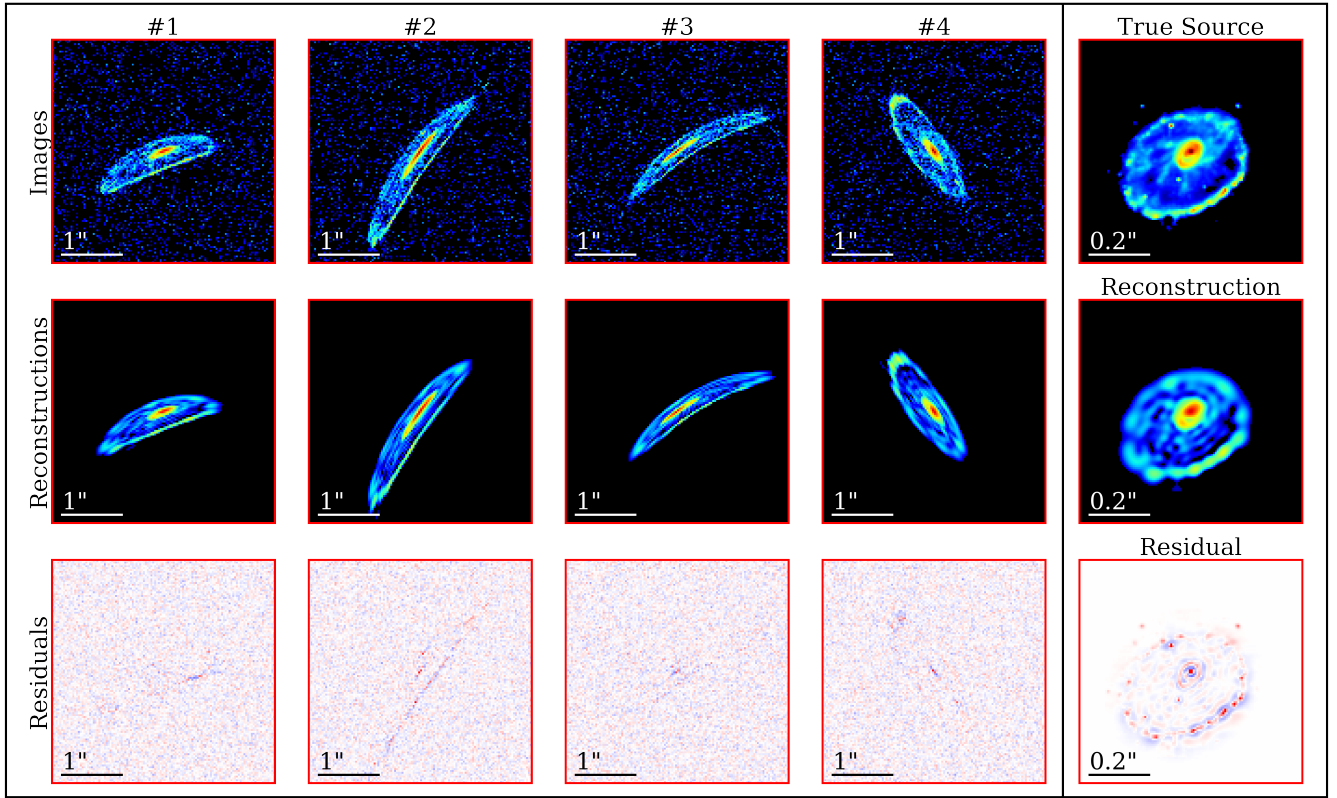 #1 #2 #3 #4 True Source
Images
1" 1" 1" 1" 0.2"
Reconstruction
Reconstructions
1" 1" 1" 1" 0.2"
Residual
Residuals
1" 1" 1" 1" 0.2"